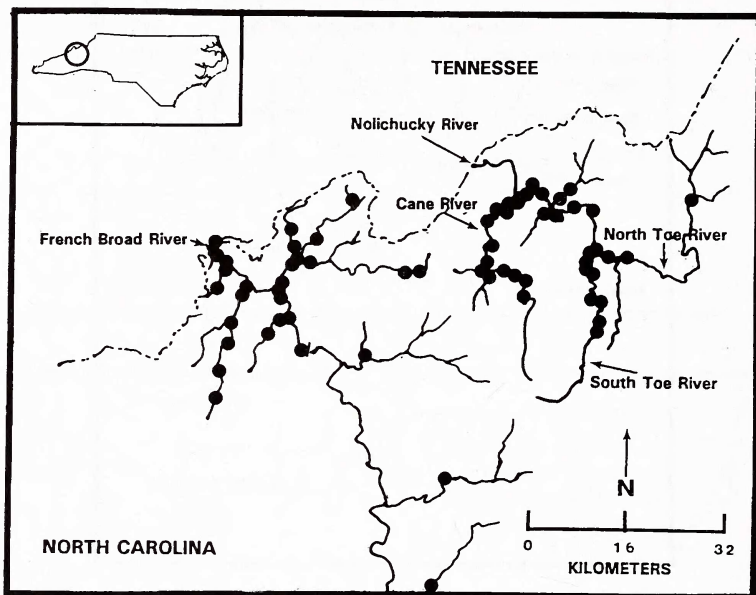 TENNESSEE
Nolichucky River
Cane River
French Broad River
North Toe River
South Toe River
N
NORTH CAROLINA
0 16 32
KILOMETERS